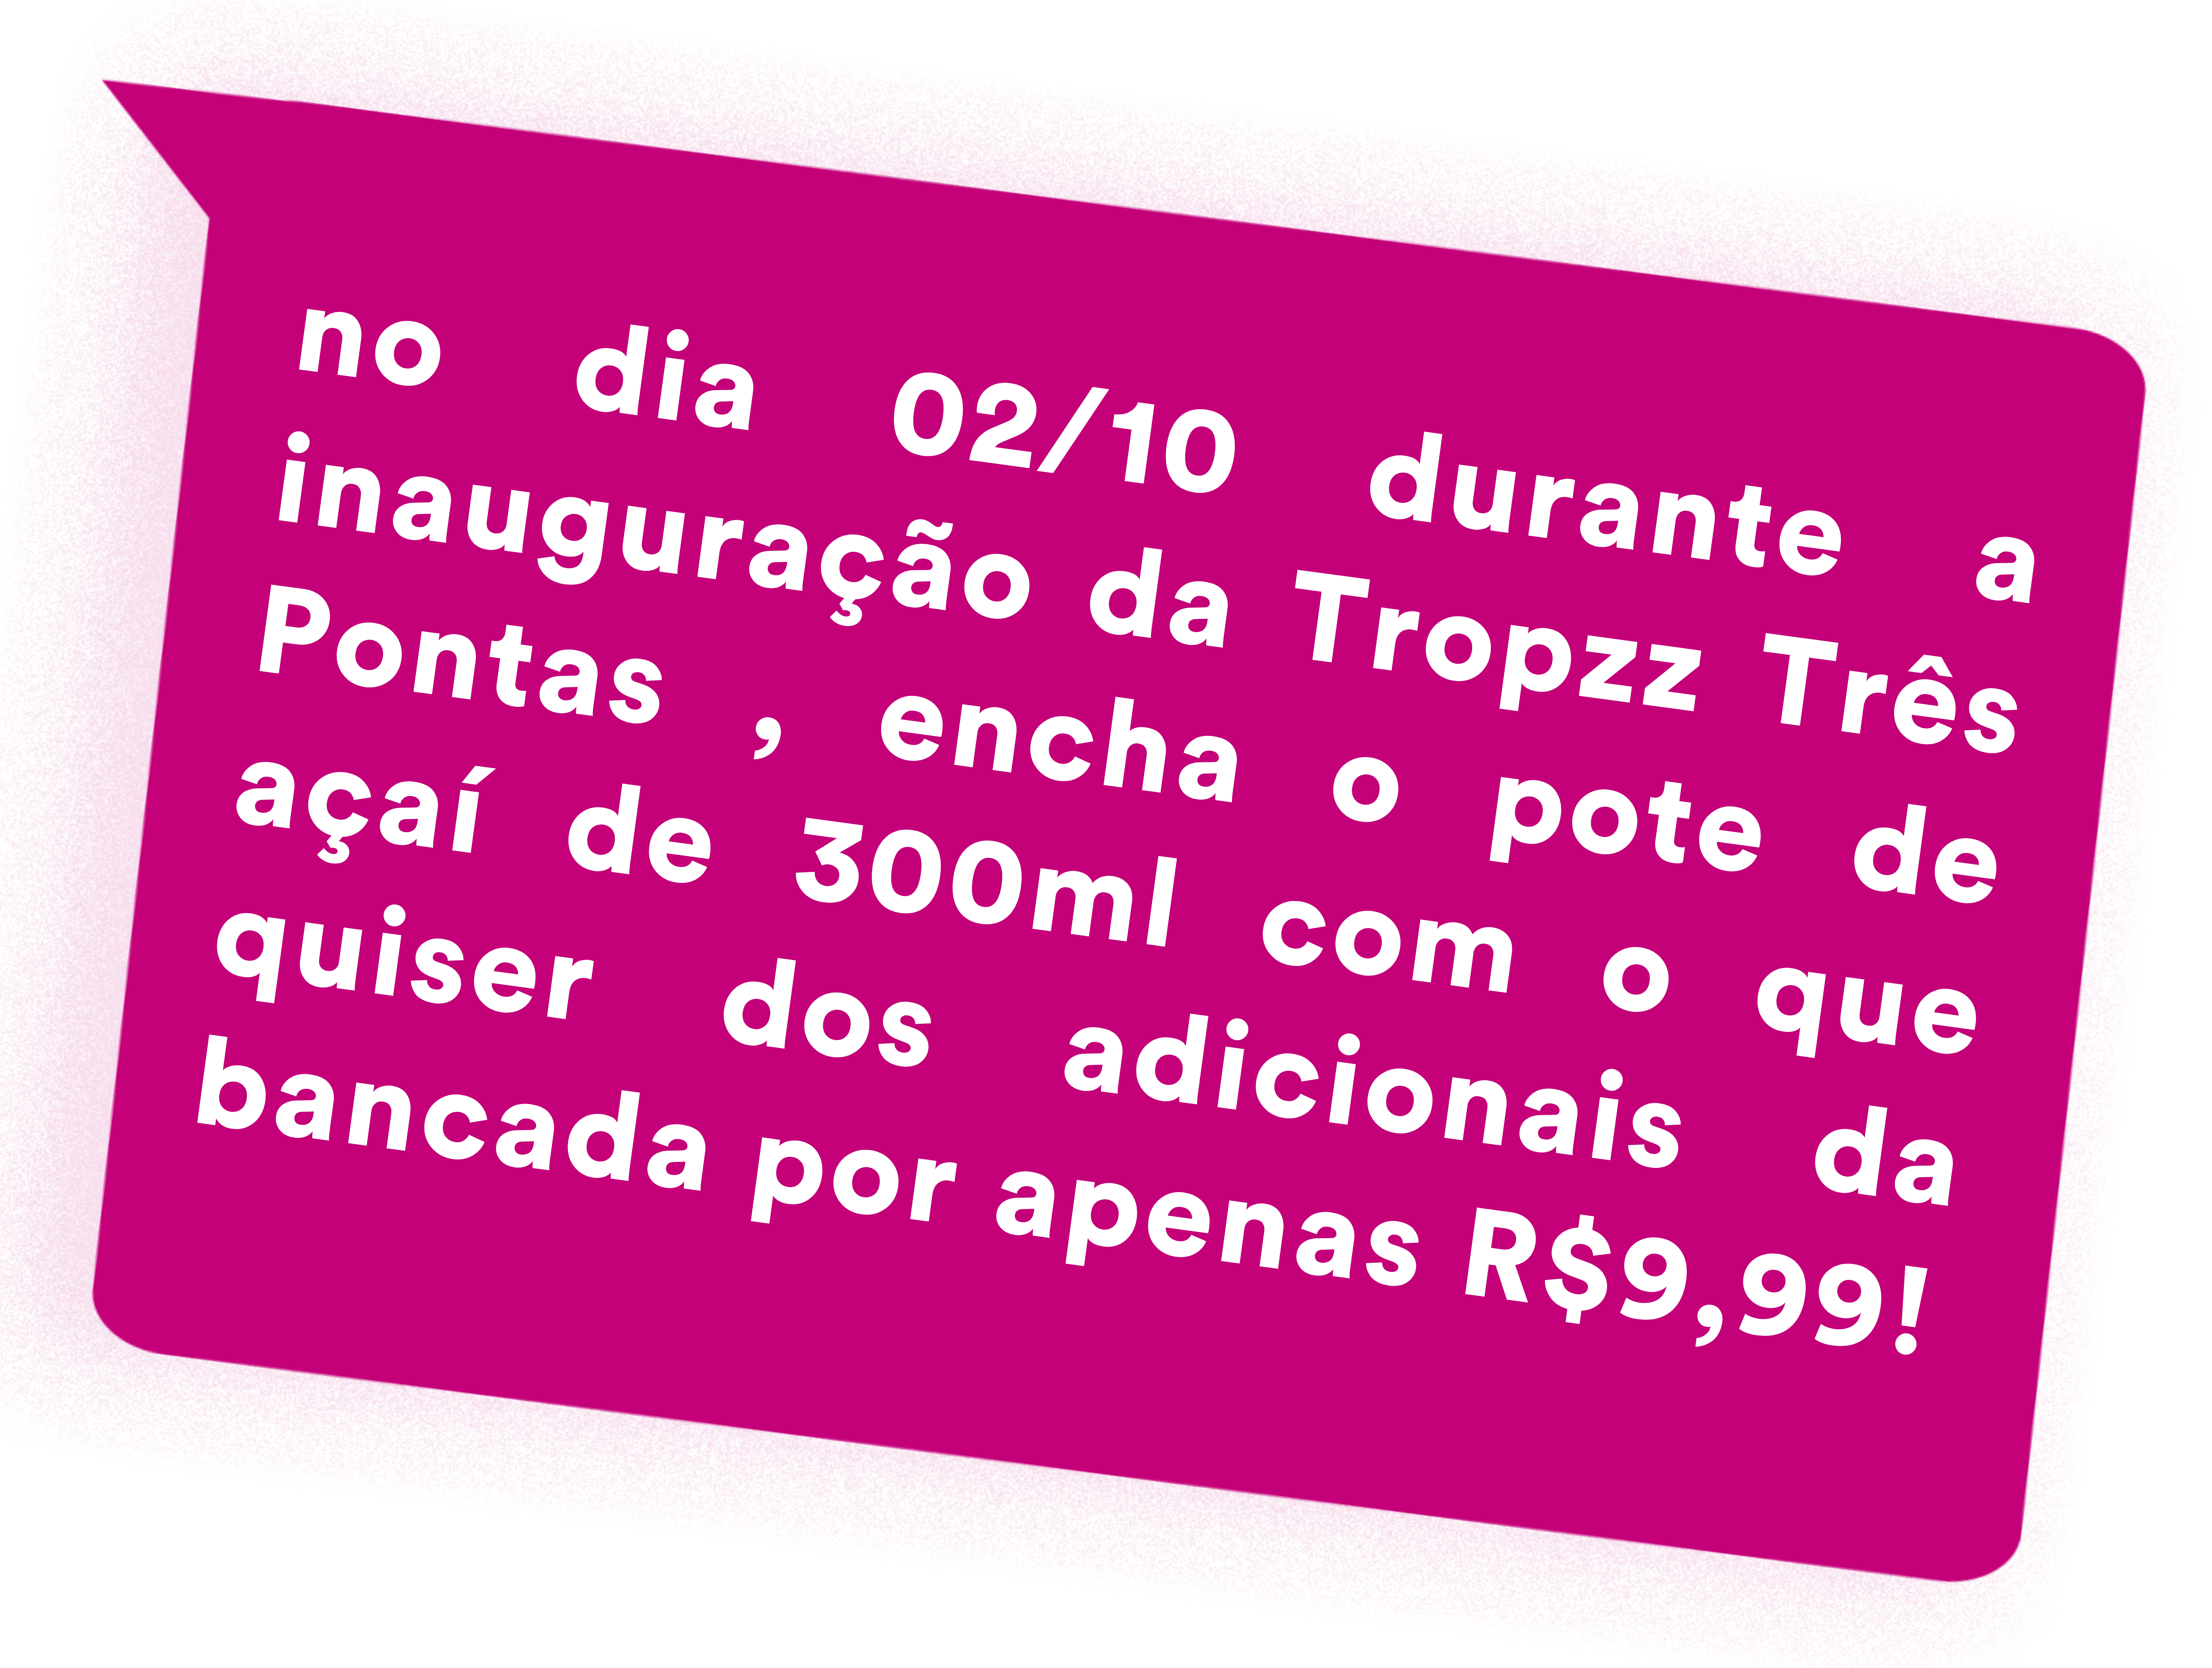 no dia 02/10 durante a
inauguração da Tropzz Três
Pontas , encha o pote de
açaí de 300ml com o que
quiser dos adicionais da
bancada por apenas R$9,99!